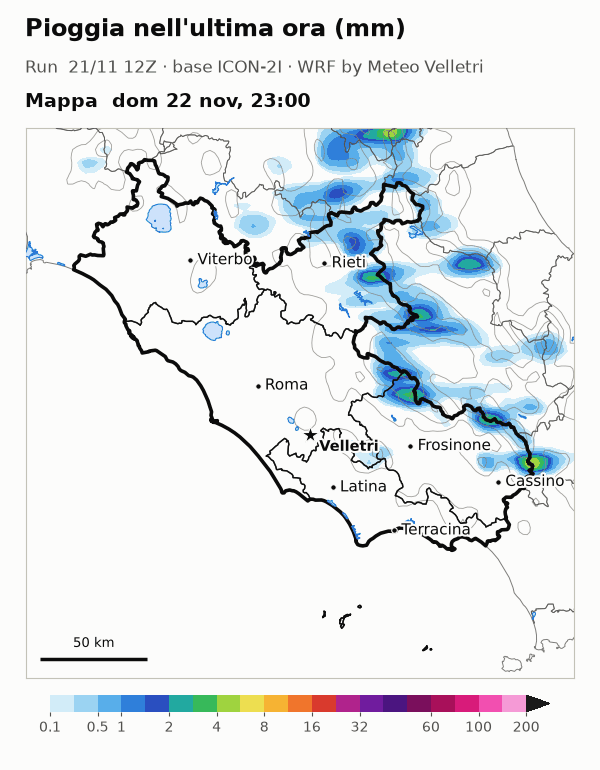 Pioggia nell'ultima ora (mm)
Run  21/11 12Z · base ICON-2I · WRF by Meteo Velletri
Mappa  dom 22 nov, 23:00
Viterbo
Rieti
Roma
Velletri
Frosinone
Latina
Cassino
Terracina
50 km
0.1 0.5 1 2 4 8 16 32 60 100 200